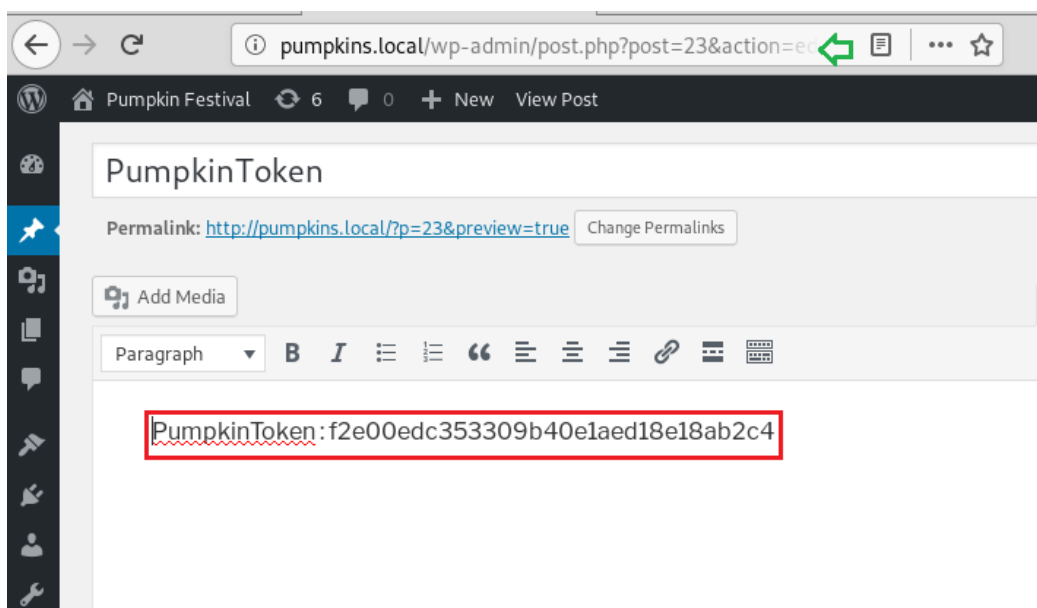 pumpkins.local/wp-admin/post.php?post=23&action=ed
Pumpkin Festival 6 0 + New View Post
PumpkinToken
Permalink: http://pumpkins.local/?p=23&preview=true Change Permalinks
Add Media
Paragraph B I
PumpkinToken:f2e00edc353309b40e1aed18e18ab2c4